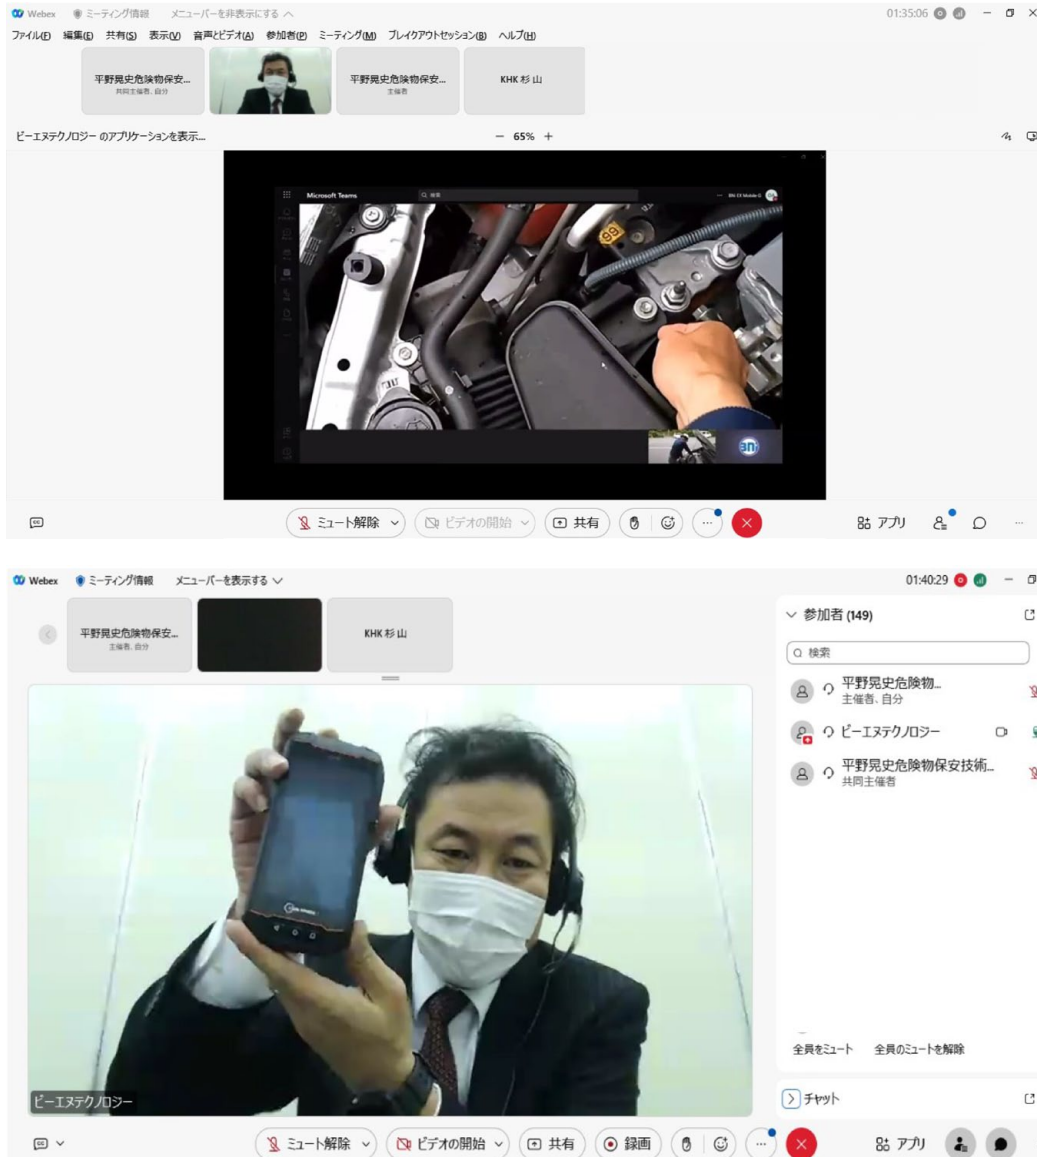 Webex ミーティング情報 メニューバーを非表示にする
01:35:06
ファイル(F) 編集(E) 共有(S) 表示(V) 音声とビデオ(A) 参加者(P) ミーティング(M) ブレイクアウトセッション(B) ヘルプ(H)
平野晃史危険物保安...
共同主催者、自分
平野晃史危険物保安...
主催者
KHK 杉山
ビーエヌテクノロジー のアプリケーションを表示...
− 65% +
Microsoft Teams
検索
99
BNT
ミュート解除
ビデオの開始
共有
アプリ
Webex ミーティング情報 メニューバーを表示する
01:40:29
平野晃史危険物保安...
主催者、自分
KHK 杉山
参加者 (149)
検索
平野晃史危険物...
主催者、自分
ビーエヌテクノロジー
平野晃史危険物保安技術...
共同主催者
全員をミュート 全員のミュートを解除
ビーエヌテクノロジー
チャット
ミュート解除
ビデオの開始
共有
録画
アプリ